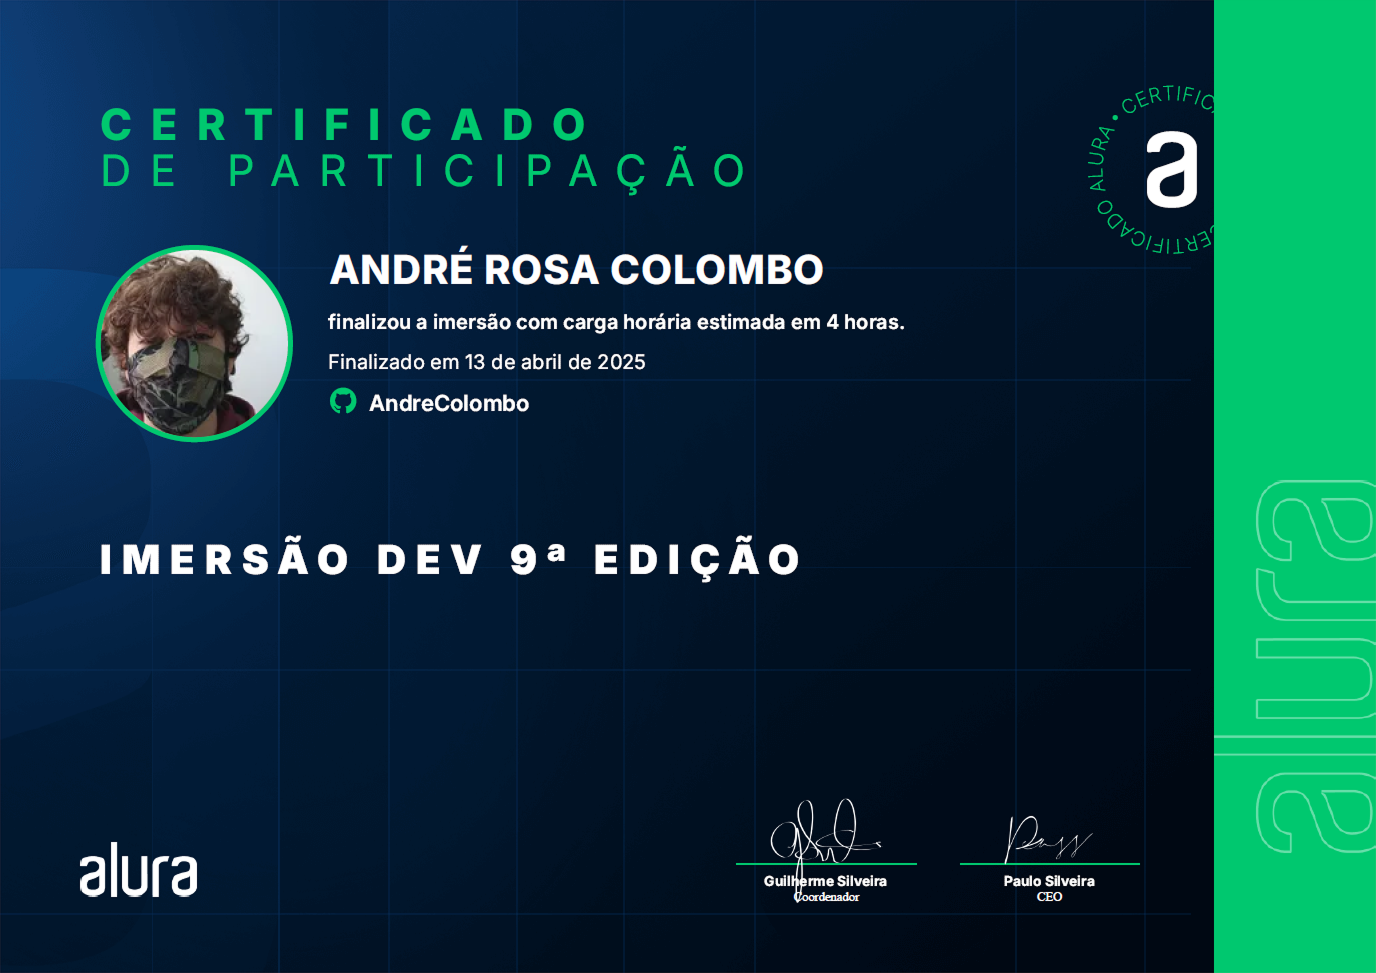 CERTIFICADO
DE PARTICIPAÇÃO
CERTIFICADO ALURA • CERTIFIC
a
ANDRÉ ROSA COLOMBO
finalizou a imersão com carga horária estimada em 4 horas.
Finalizado em 13 de abril de 2025
AndreColombo
IMERSÃO DEV 9ª EDIÇÃO
alura
Guilherme Silveira
Coordenador
Paulo Silveira
CEO
alura